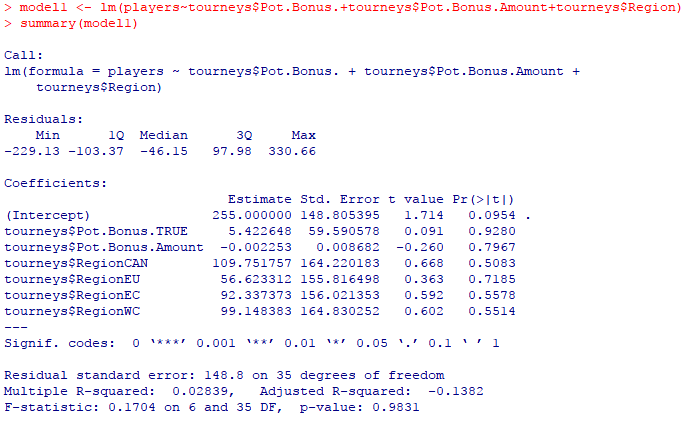 > model1 <- lm(players~tourneys$Pot.Bonus.+tourneys$Pot.Bonus.Amount+tourneys$Region)
> summary(model1)
Call:
lm(formula = players ~ tourneys$Pot.Bonus. + tourneys$Pot.Bonus.Amount +
    tourneys$Region)
Residuals:
    Min      1Q  Median      3Q     Max
-229.13 -103.37  -46.15   97.98  330.66
Coefficients:
                            Estimate Std. Error t value Pr(>|t|)
(Intercept)               255.000000 148.805395   1.714   0.0954 .
tourneys$Pot.Bonus.TRUE     5.422648  59.590578   0.091   0.9280
tourneys$Pot.Bonus.Amount  -0.002253   0.008682  -0.260   0.7967
tourneys$RegionCAN        109.751757 164.220183   0.668   0.5083
tourneys$RegionEU          56.623312 155.816498   0.363   0.7185
tourneys$RegionEC          92.337373 156.021353   0.592   0.5578
tourneys$RegionWC          99.148383 164.830252   0.602   0.5514
---
Signif. codes:  0 ‘***’ 0.001 ‘**’ 0.01 ‘*’ 0.05 ‘.’ 0.1 ‘ ’ 1
Residual standard error: 148.8 on 35 degrees of freedom
Multiple R-squared:  0.02839,	Adjusted R-squared:  -0.1382
F-statistic: 0.1704 on 6 and 35 DF,  p-value: 0.9831